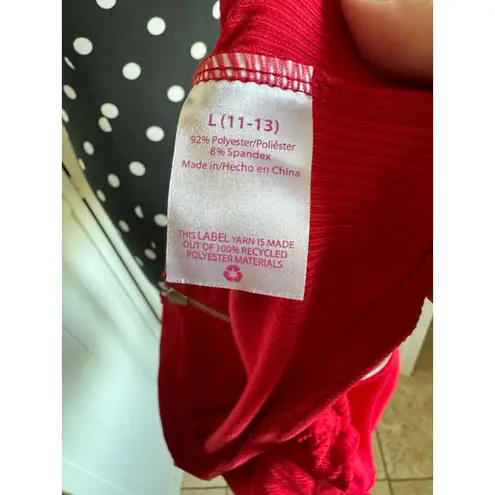 L (11-13)
92% Polyester/Poliéster
8% Spandex
Made in/Hecho en China
THIS LABEL YARN IS MADE
OUT OF 100% RECYCLED
POLYESTER MATERIALS